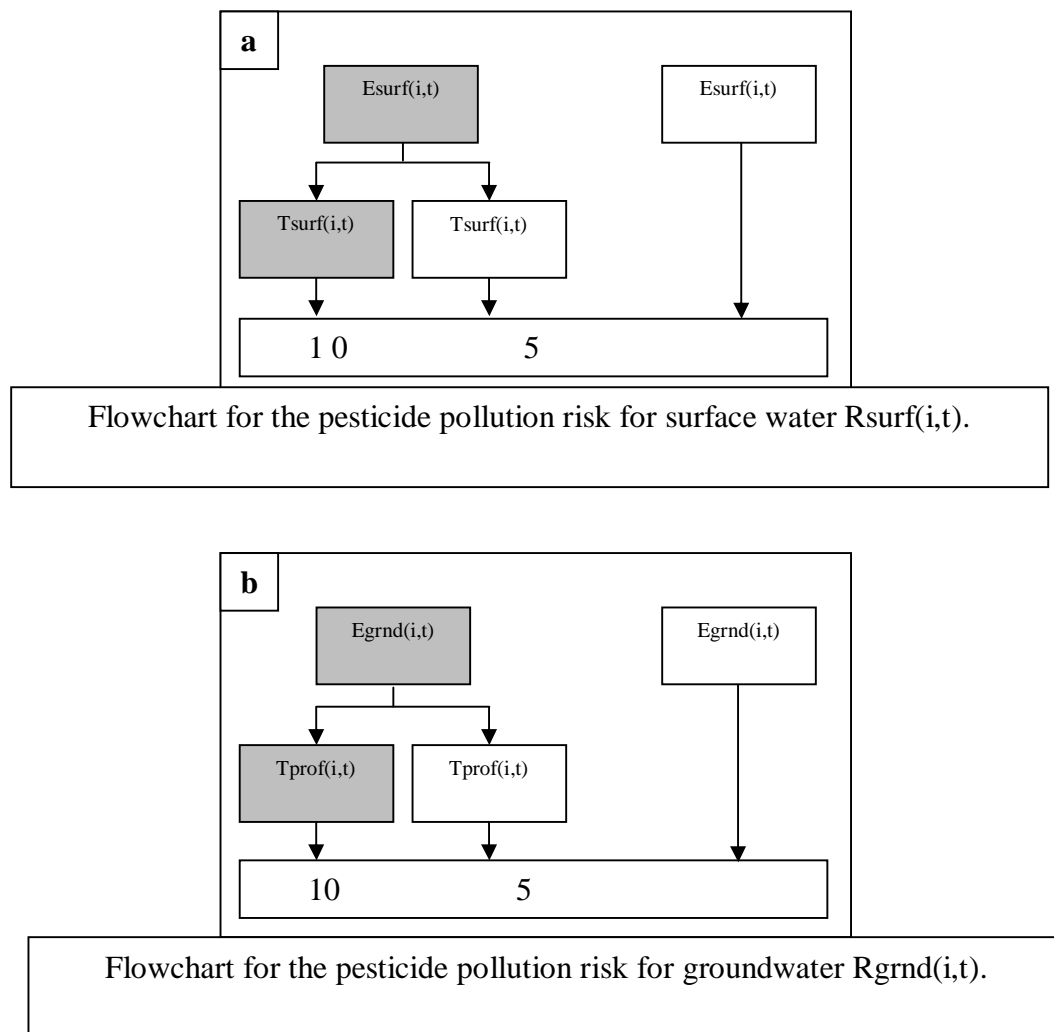 a
Esurf(i,t) Esurf(i,t)
Tsurf(i,t) Tsurf(i,t)
1 0 5
Flowchart for the pesticide pollution risk for surface water Rsurf(i,t).
b
Egrnd(i,t) Egrnd(i,t)
Tprof(i,t) Tprof(i,t)
10 5
Flowchart for the pesticide pollution risk for groundwater Rgrnd(i,t).